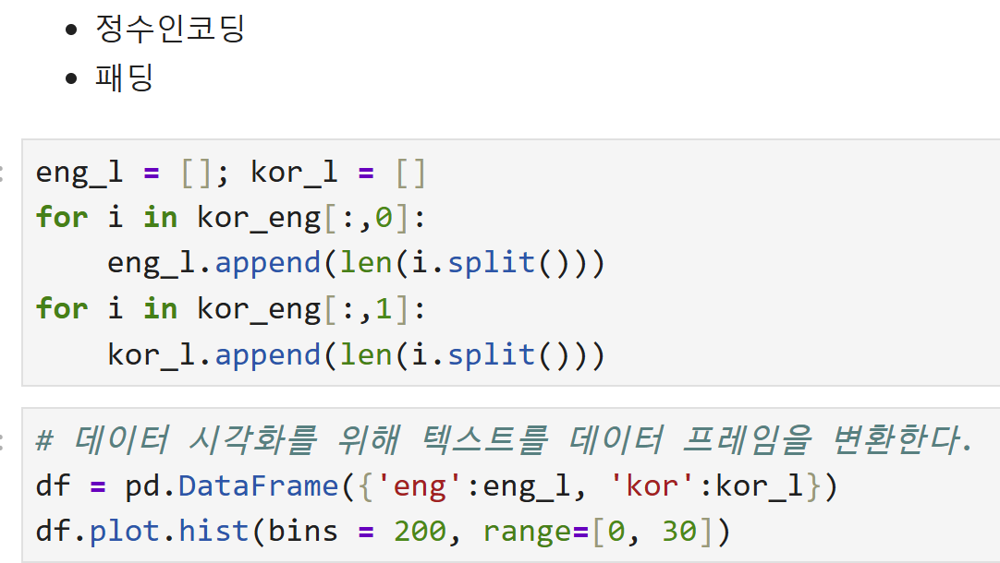 • 정수인코딩
• 패딩
eng_l = []; kor_l = []
for i in kor_eng[:,0]:
    eng_l.append(len(i.split()))
for i in kor_eng[:,1]:
    kor_l.append(len(i.split()))
# 데이터 시각화를 위해 텍스트를 데이터 프레임을 변환한다.
df = pd.DataFrame({'eng':eng_l, 'kor':kor_l})
df.plot.hist(bins = 200, range=[0, 30])